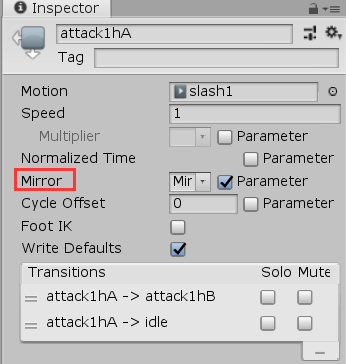 Inspector
attack1hA
Tag
Motion slash1
Speed 1
Multiplier Parameter
Normalized Time Parameter
Mirror Mir Parameter
Cycle Offset 0 Parameter
Foot IK
Write Defaults
Transitions Solo Mute
attack1hA -> attack1hB
attack1hA -> idle